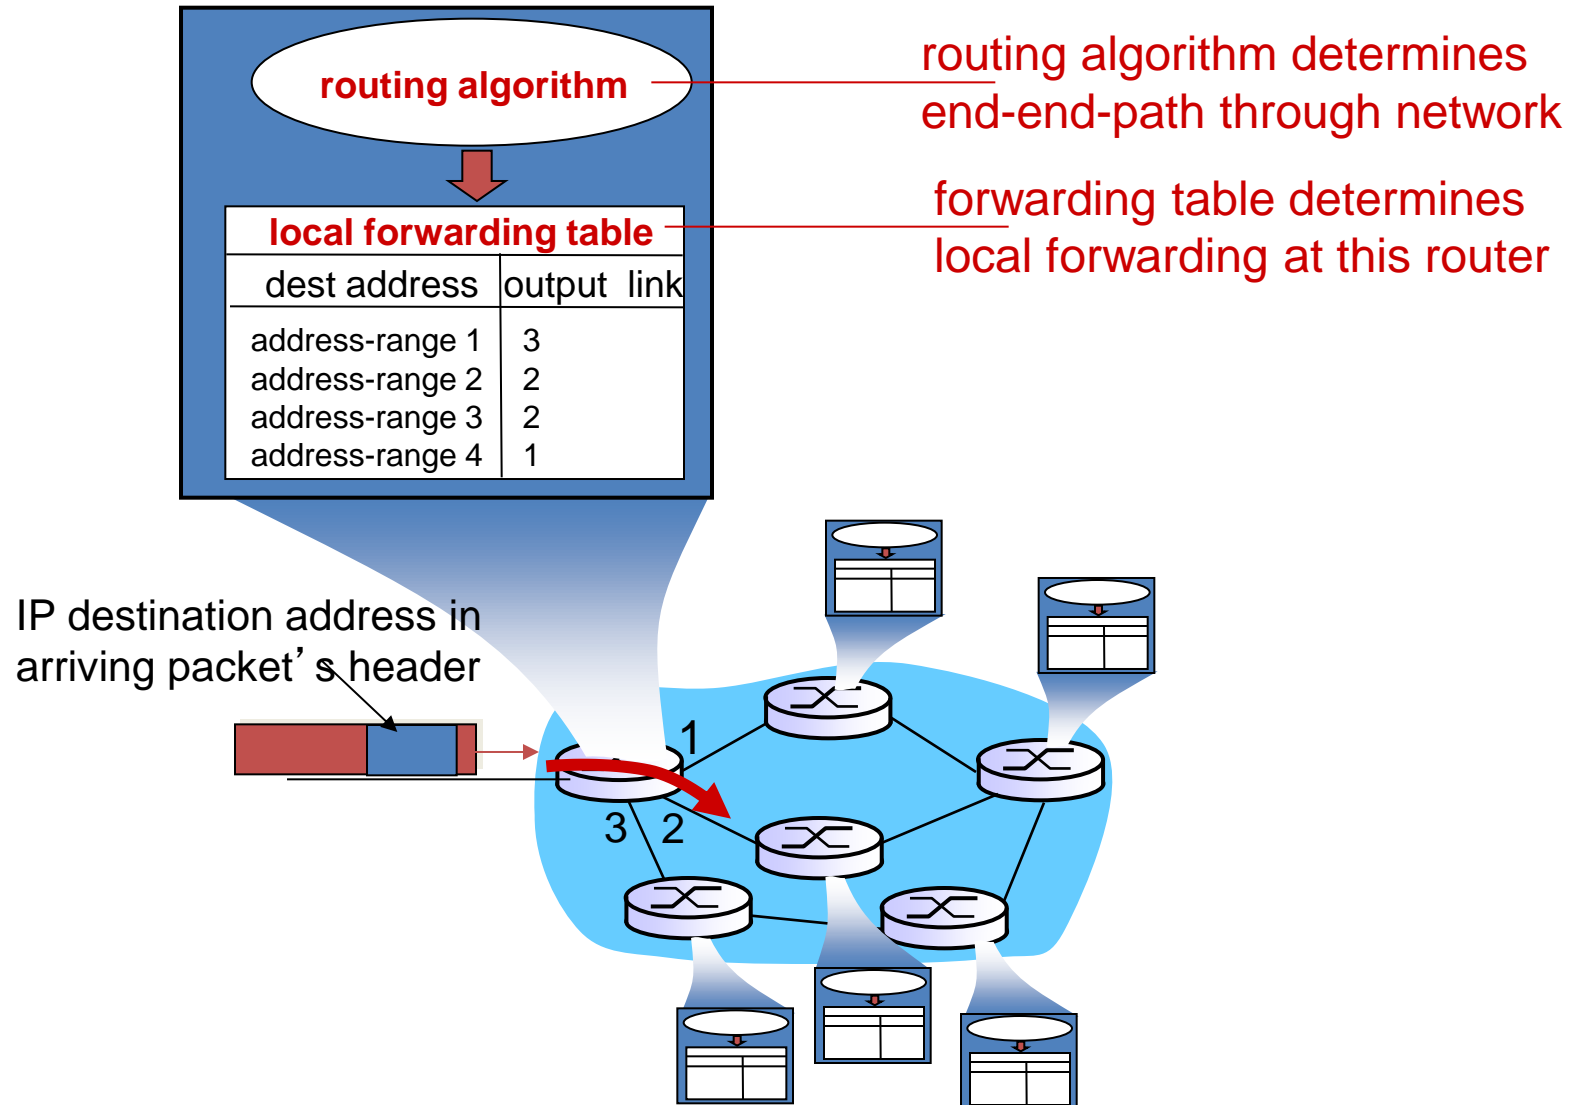 routing algorithm
routing algorithm determines
end-end-path through network
local forwarding table
forwarding table determines
local forwarding at this router
dest address output link
address-range 1 3
address-range 2 2
address-range 3 2
address-range 4 1
IP destination address in
arriving packet’s header
1
3 2